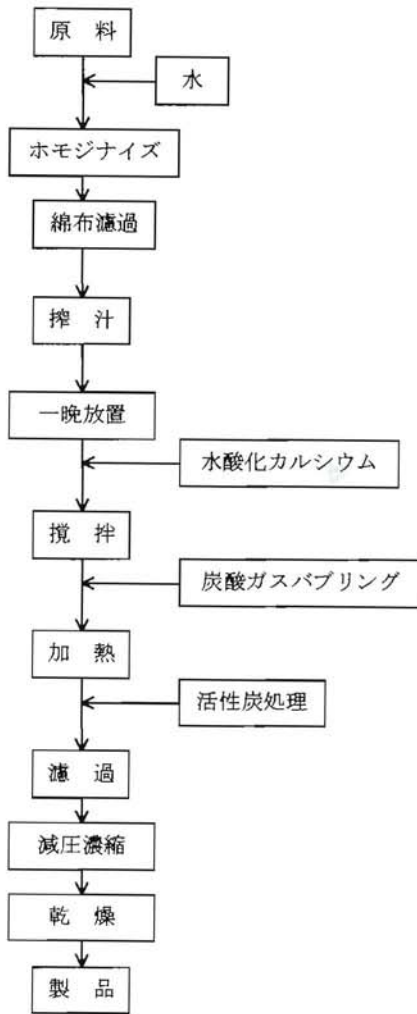 原　料
水
ホモジナイズ
綿布濾過
搾　汁
一晩放置
水酸化カルシウム
撹　拌
炭酸ガスバブリング
加　熱
活性炭処理
濾　過
減圧濃縮
乾　燥
製　品